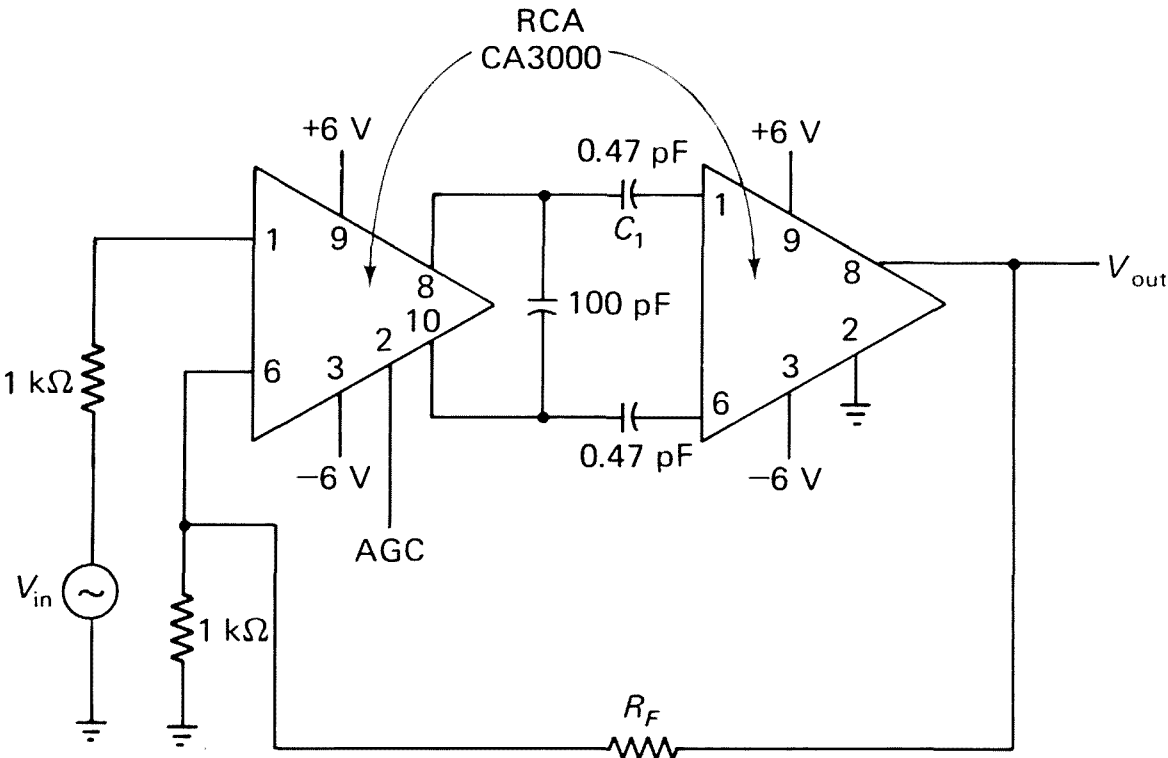 RCA
CA3000
+6 V
+6 V
0.47 pF
C1
1
9
8
10
2
3
6
1
9
8
2
3
6
100 pF
Vout
0.47 pF
1 kΩ
−6 V
−6 V
AGC
Vin
1 kΩ
RF